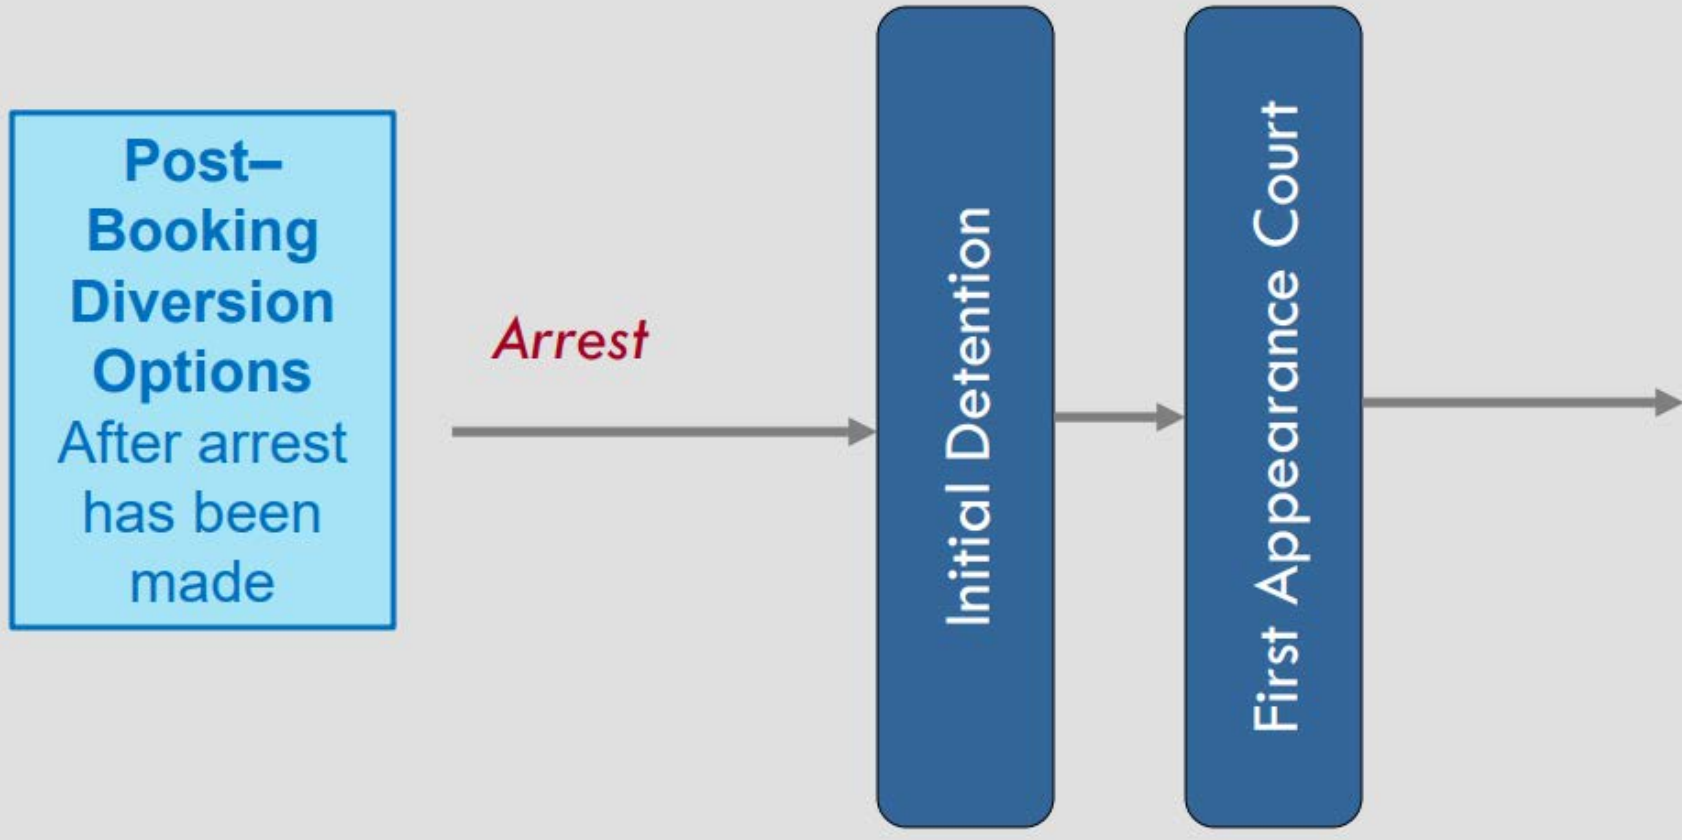 Post–
Booking
Diversion
Options
After arrest
has been
made
Arrest
Initial Detention
First Appearance Court